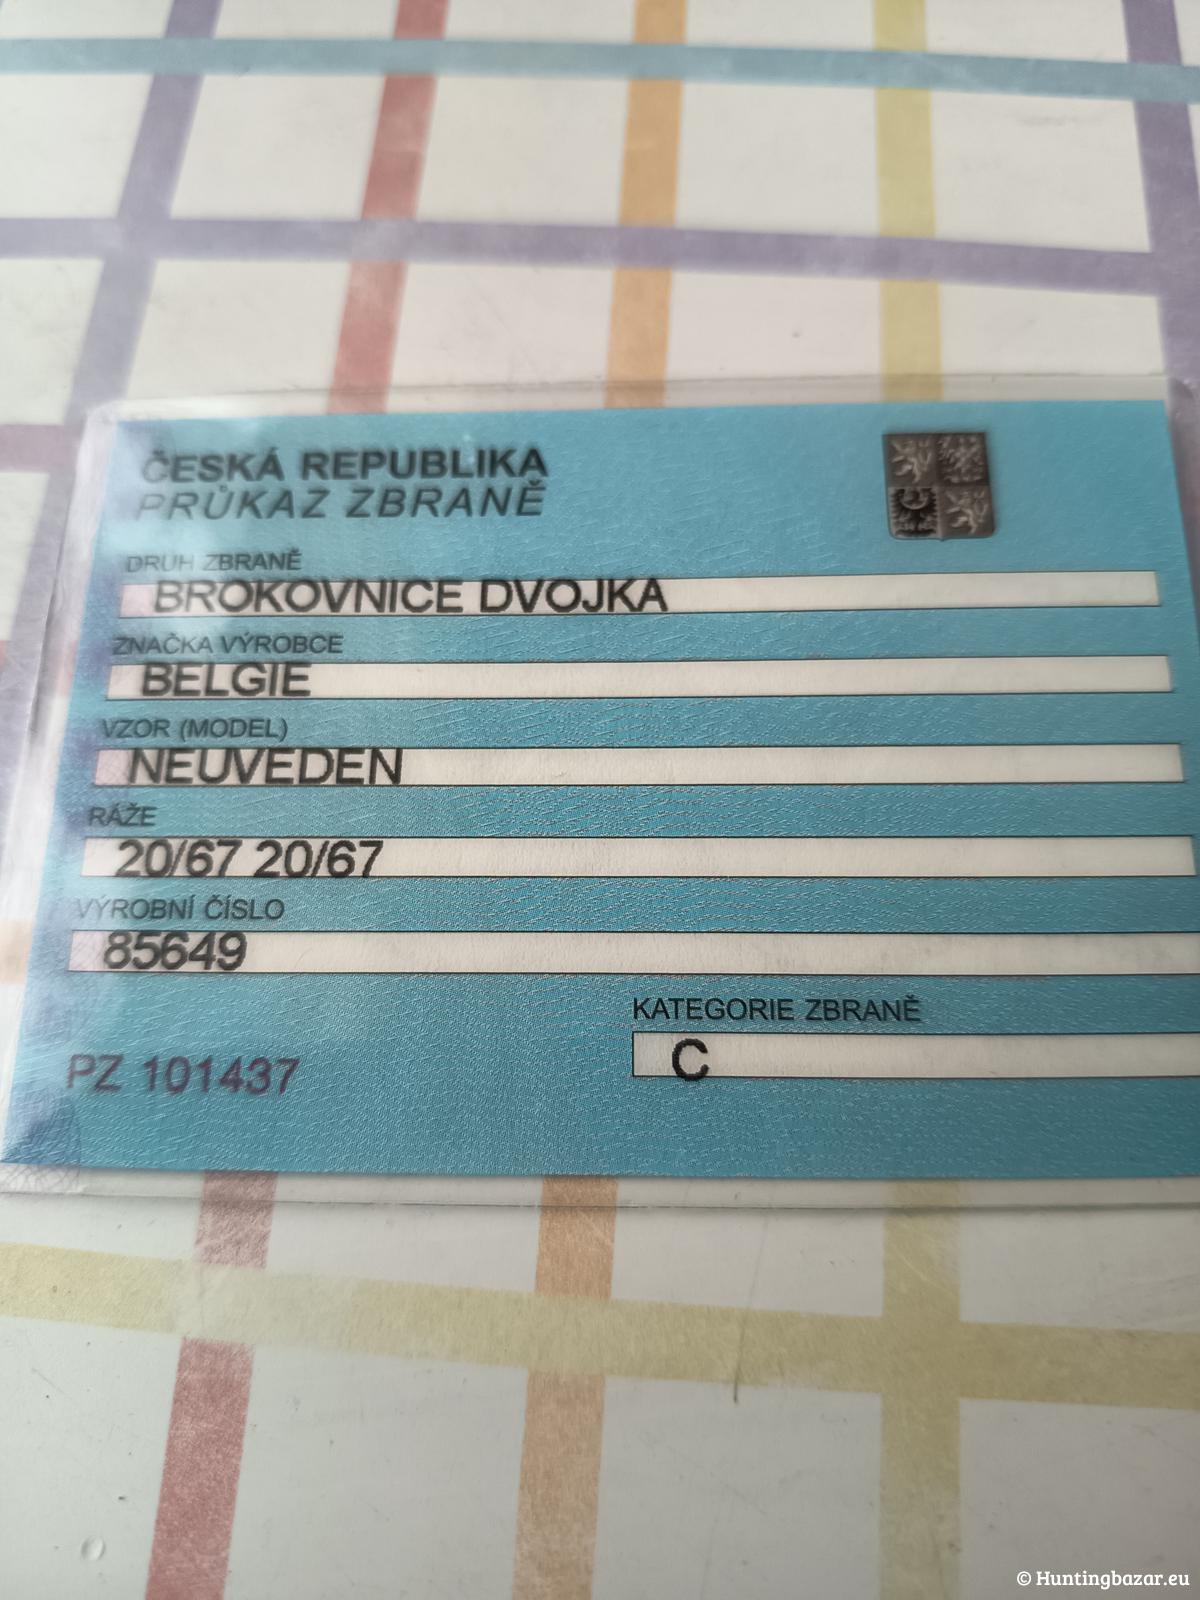 ČESKÁ REPUBLIKA
PRŮKAZ ZBRANĚ
DRUH ZBRANĚ
BROKOVNICE DVOJKA
ZNAČKA VÝROBCE
BELGIE
VZOR (MODEL)
NEUVEDEN
RÁŽE
20/67 20/67
VÝROBNÍ ČÍSLO
85649
KATEGORIE ZBRANĚ
C
PZ 101437
© Huntingbazar.eu